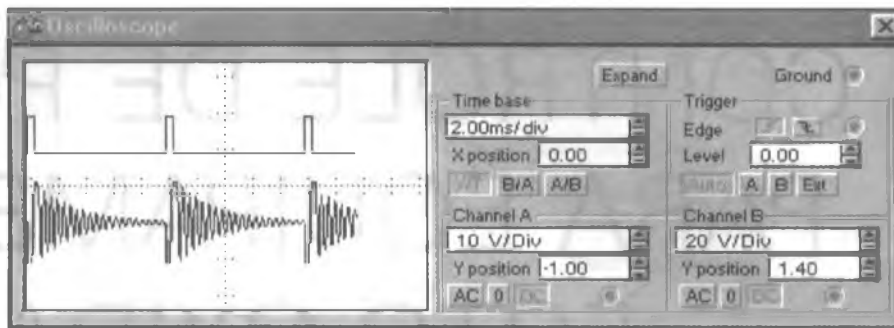 Oscilloscope
Expand
Ground
Time base
2.00ms/div
X position 0.00
Y/T B/A A/B
Trigger
Edge
Level 0.00
Auto A B Ext
Channel A
10 V/Div
Y position -1.00
AC 0 DC
Channel B
20 V/Div
Y position 1.40
AC 0 DC